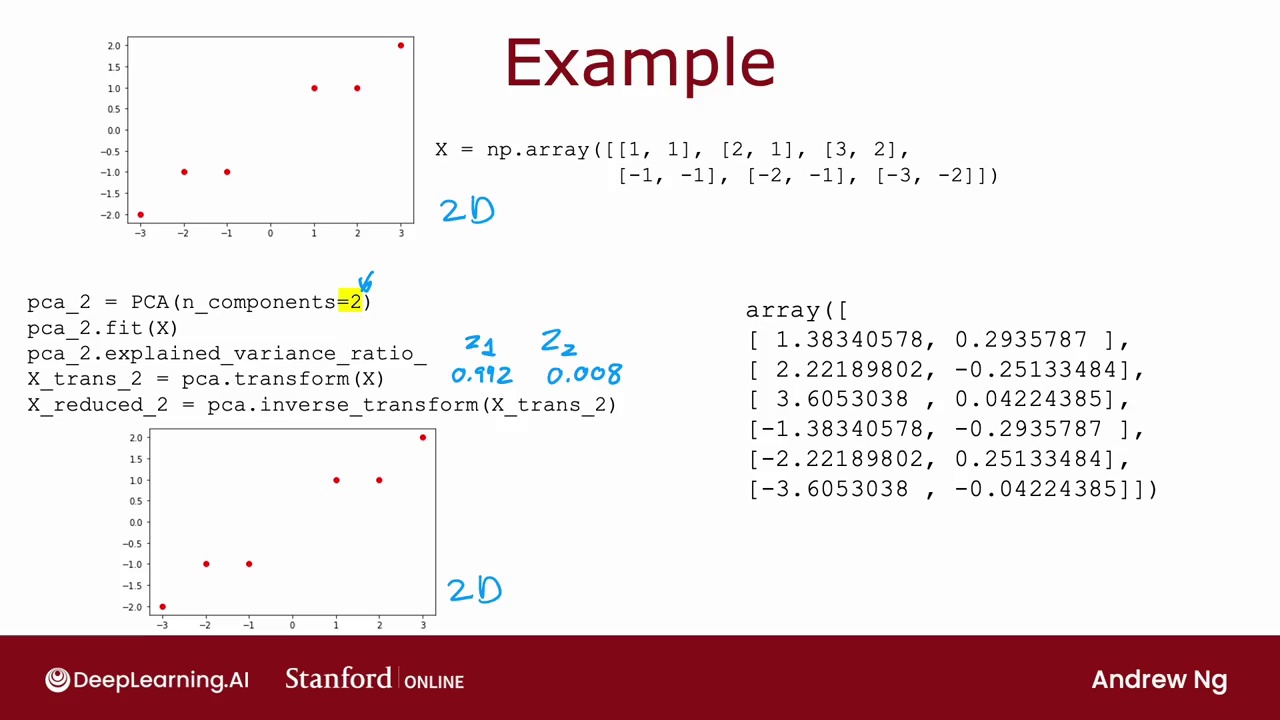 Example
2.0
1.5
1.0
0.5
0.0
−0.5
−1.0
−1.5
−2.0
−3 −2 −1 0 1 2 3
X = np.array([[1, 1], [2, 1], [3, 2],
[-1, -1], [-2, -1], [-3, -2]])
2D
pca_2 = PCA(n_components=2)
pca_2.fit(X)
pca_2.explained_variance_ratio_
z1 z2
X_trans_2 = pca.transform(X)
0.992 0.008
X_reduced_2 = pca.inverse_transform(X_trans_2)
array([
[ 1.38340578, 0.2935787 ],
[ 2.22189802, -0.25133484],
[ 3.6053038 , 0.04224385],
[-1.38340578, -0.2935787 ],
[-2.22189802, 0.25133484],
[-3.6053038 , -0.04224385]])
2.0
1.5
1.0
0.5
0.0
−0.5
−1.0
−1.5
−2.0
−3 −2 −1 0 1 2 3
2D
DeepLearning.AI Stanford ONLINE Andrew Ng